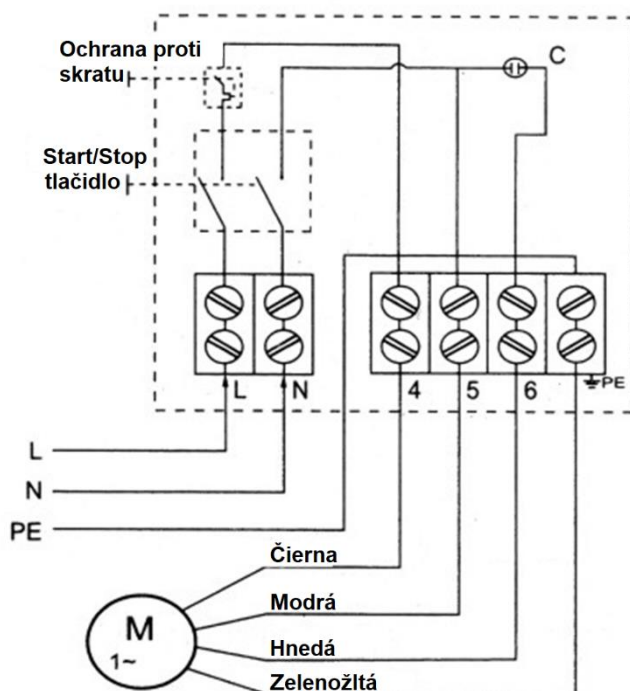 Ochrana proti
skratu
C
Start/Stop
tlačidlo
L N 4 5 6 PE
L
N
PE
Čierna
Modrá
M
1~
Hnedá
Zelenožltá